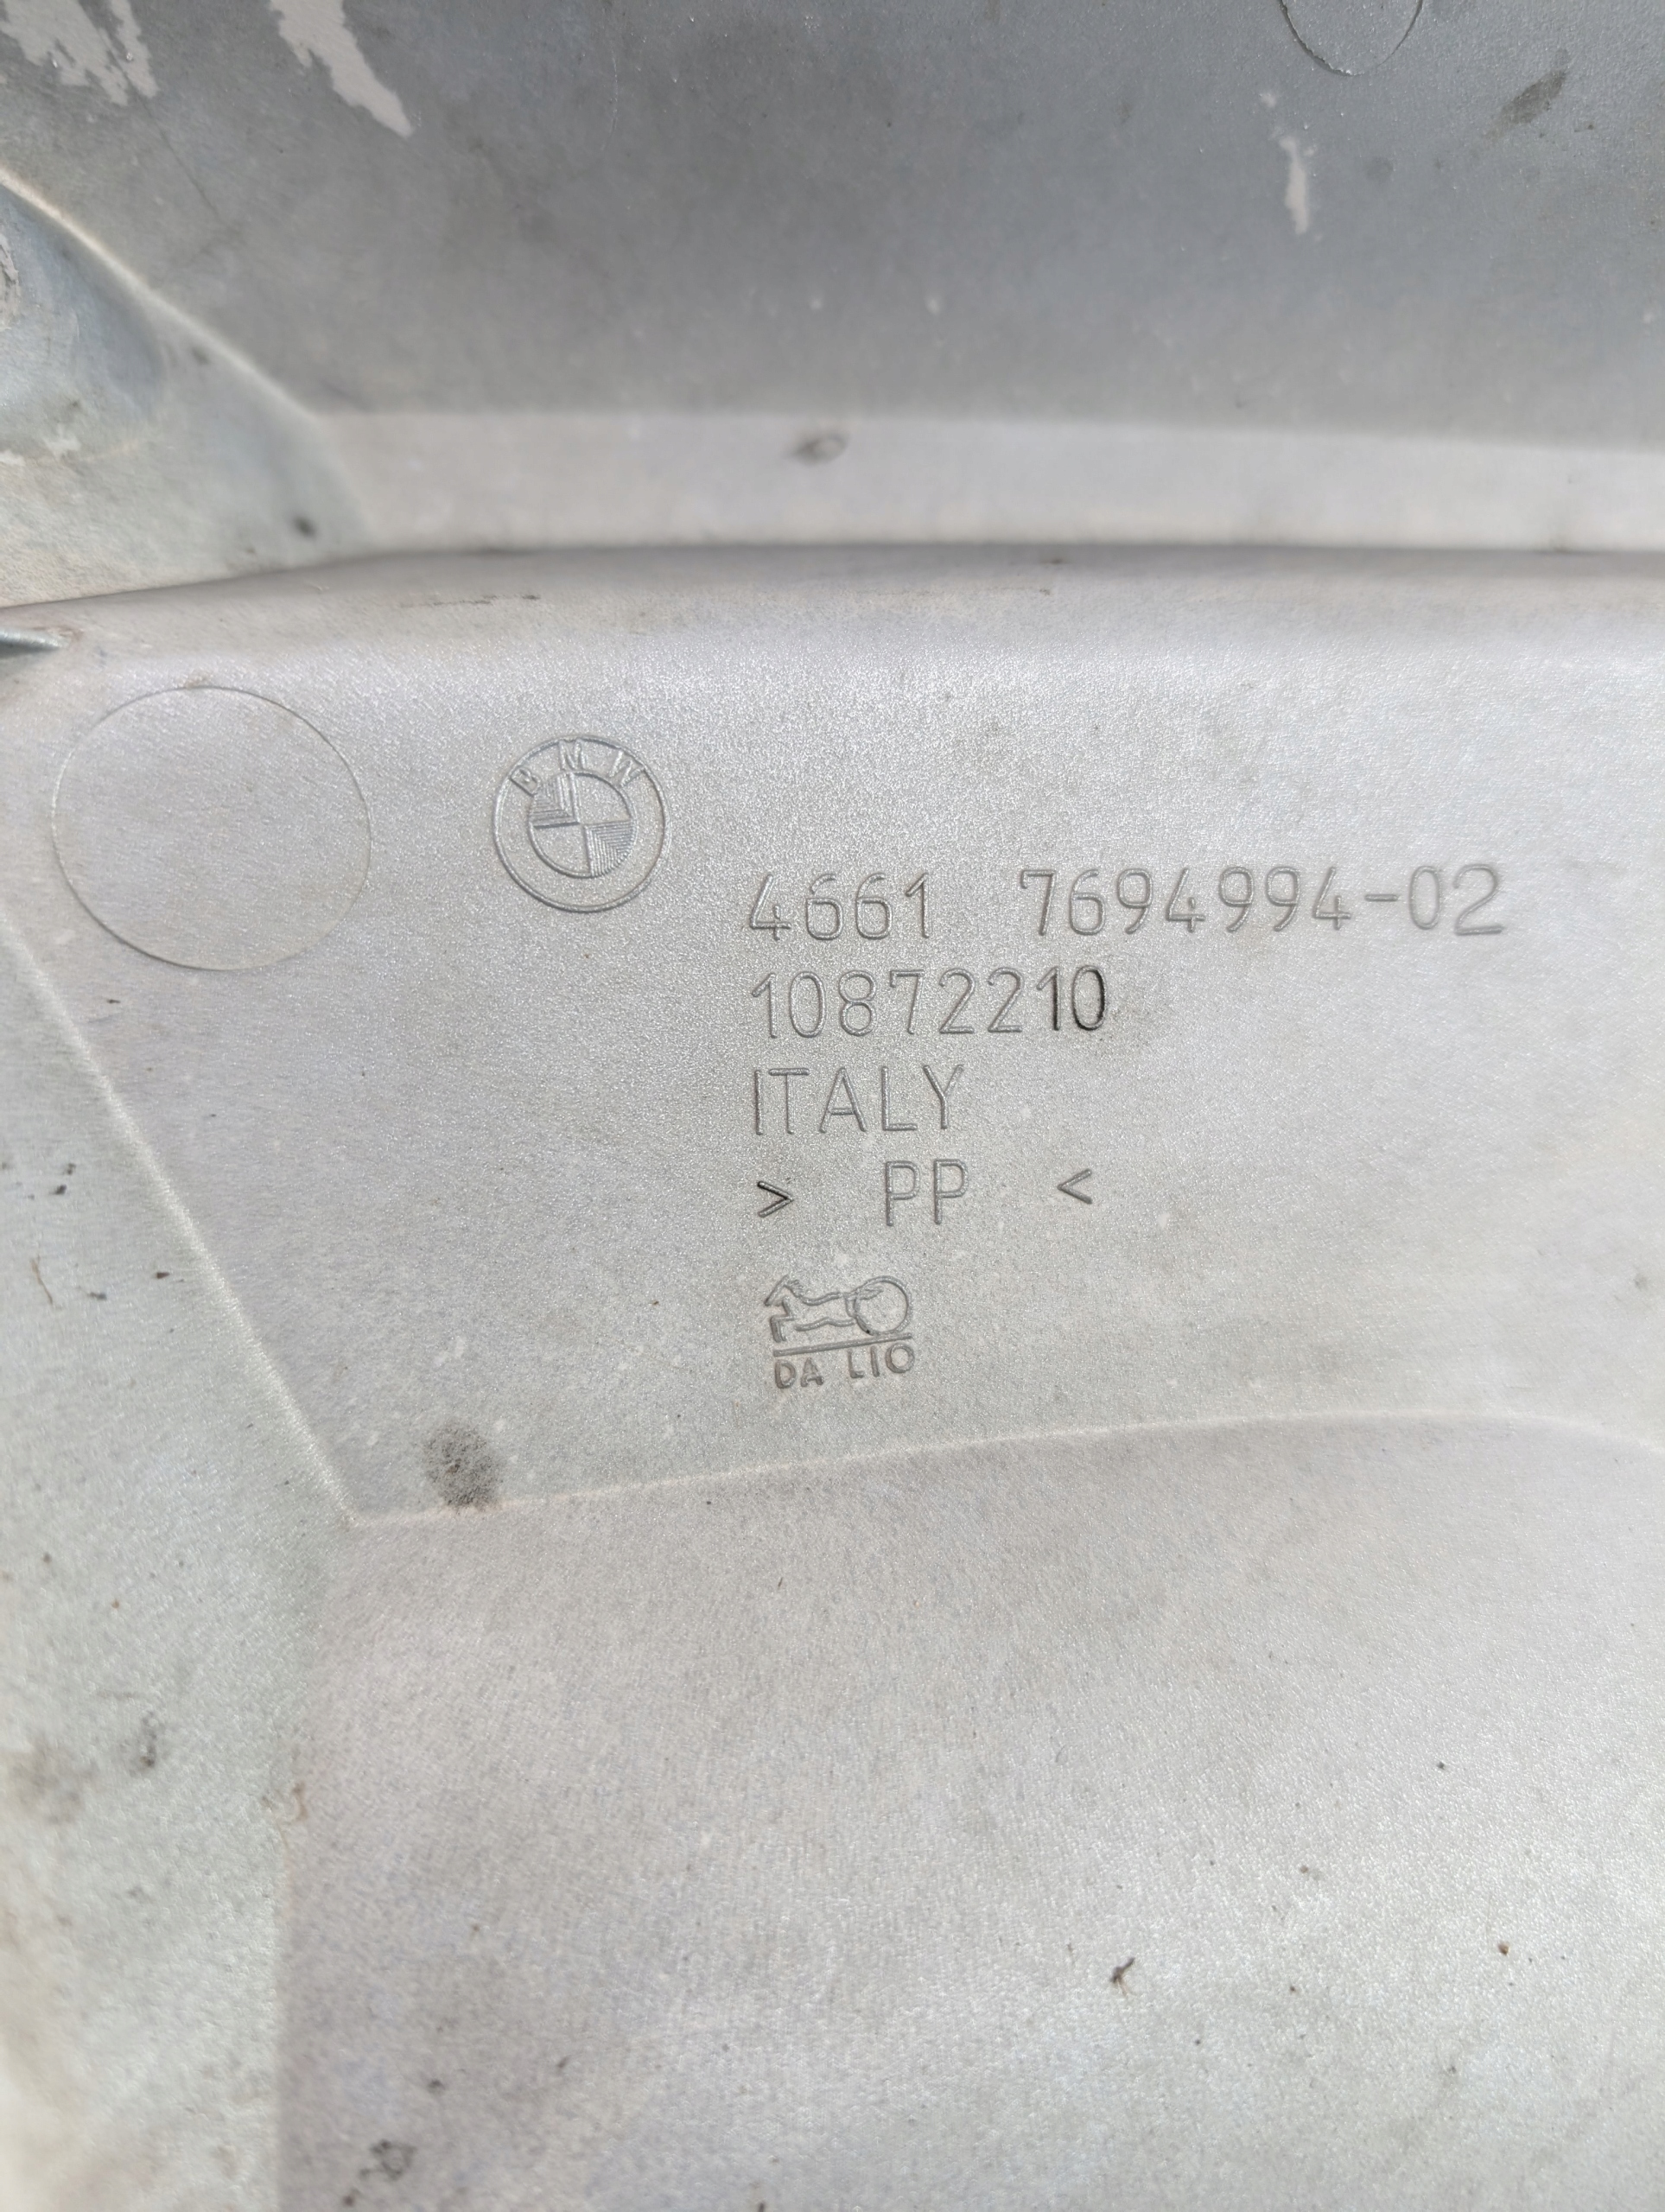 BMW
4661 7694994-02
10872210
ITALY
> PP <
DA LIO